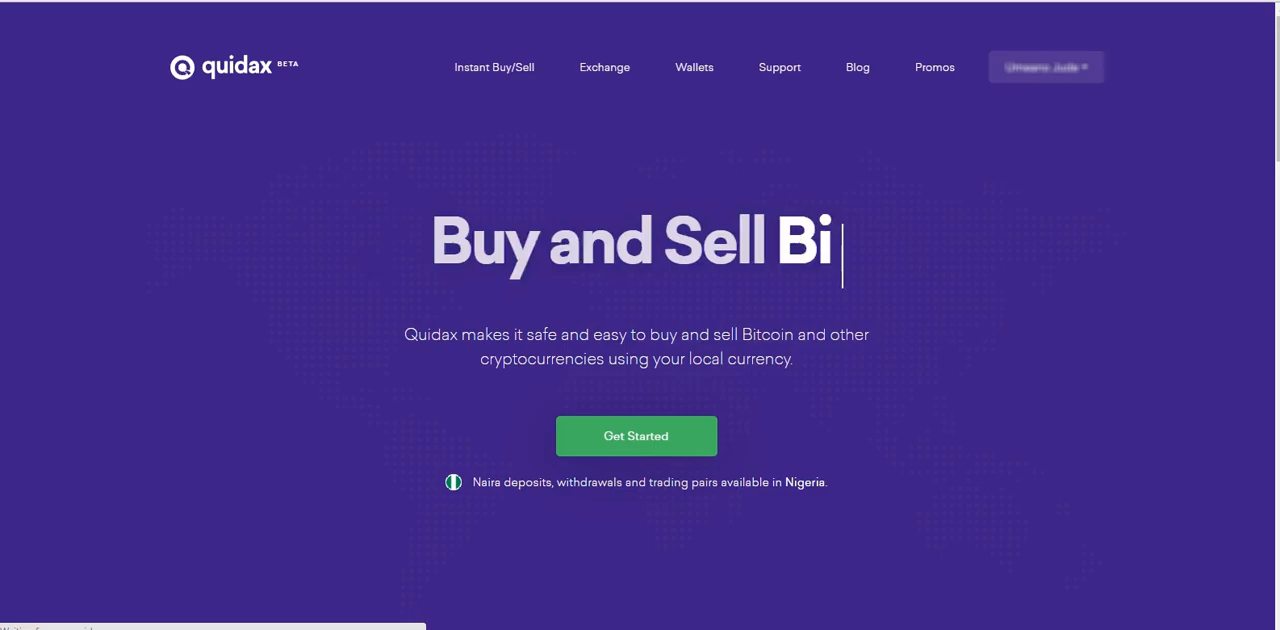 quidax BETA
Instant Buy/Sell
Exchange
Wallets
Support
Blog
Promos
Buy and Sell Bi
Quidax makes it safe and easy to buy and sell Bitcoin and other
cryptocurrencies using your local currency.
Get Started
Naira deposits, withdrawals and trading pairs available in Nigeria.